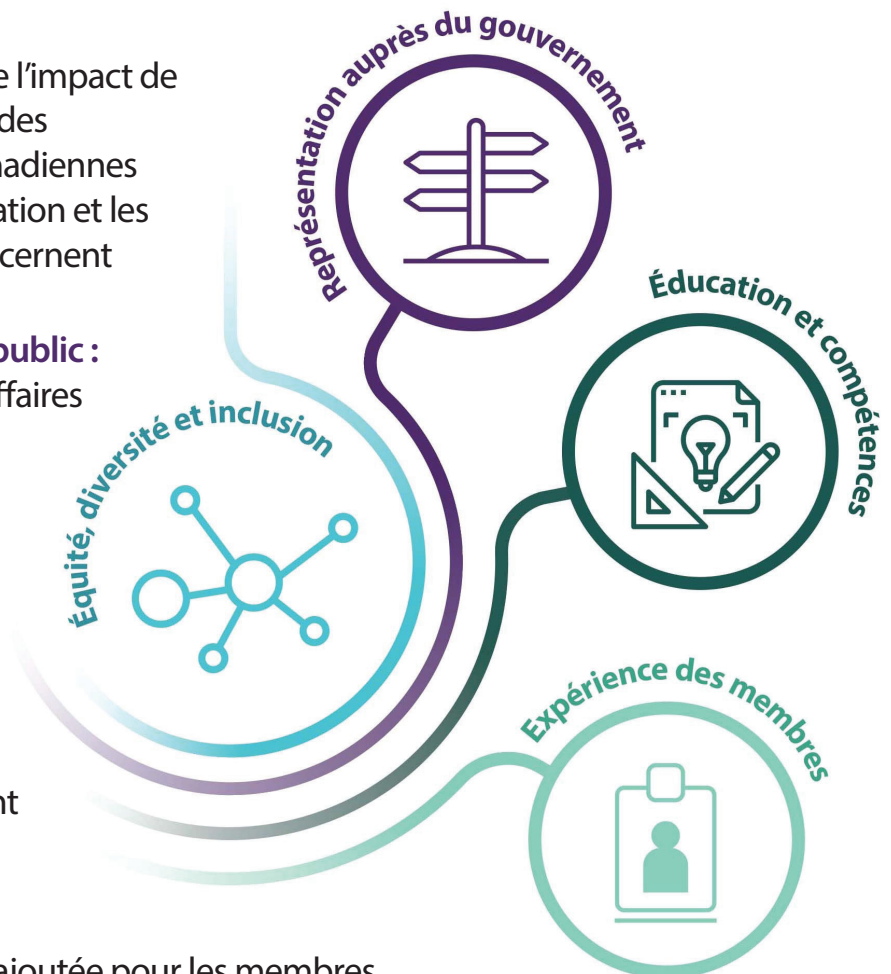 Représentation auprès du gouvernement
e l’impact de
des
nadiennes
ation et les
cernent
public :
ffaires
Éducation et compétences
Équité, diversité et inclusion
Expérience des membres
nt
ajoutée pour les membres